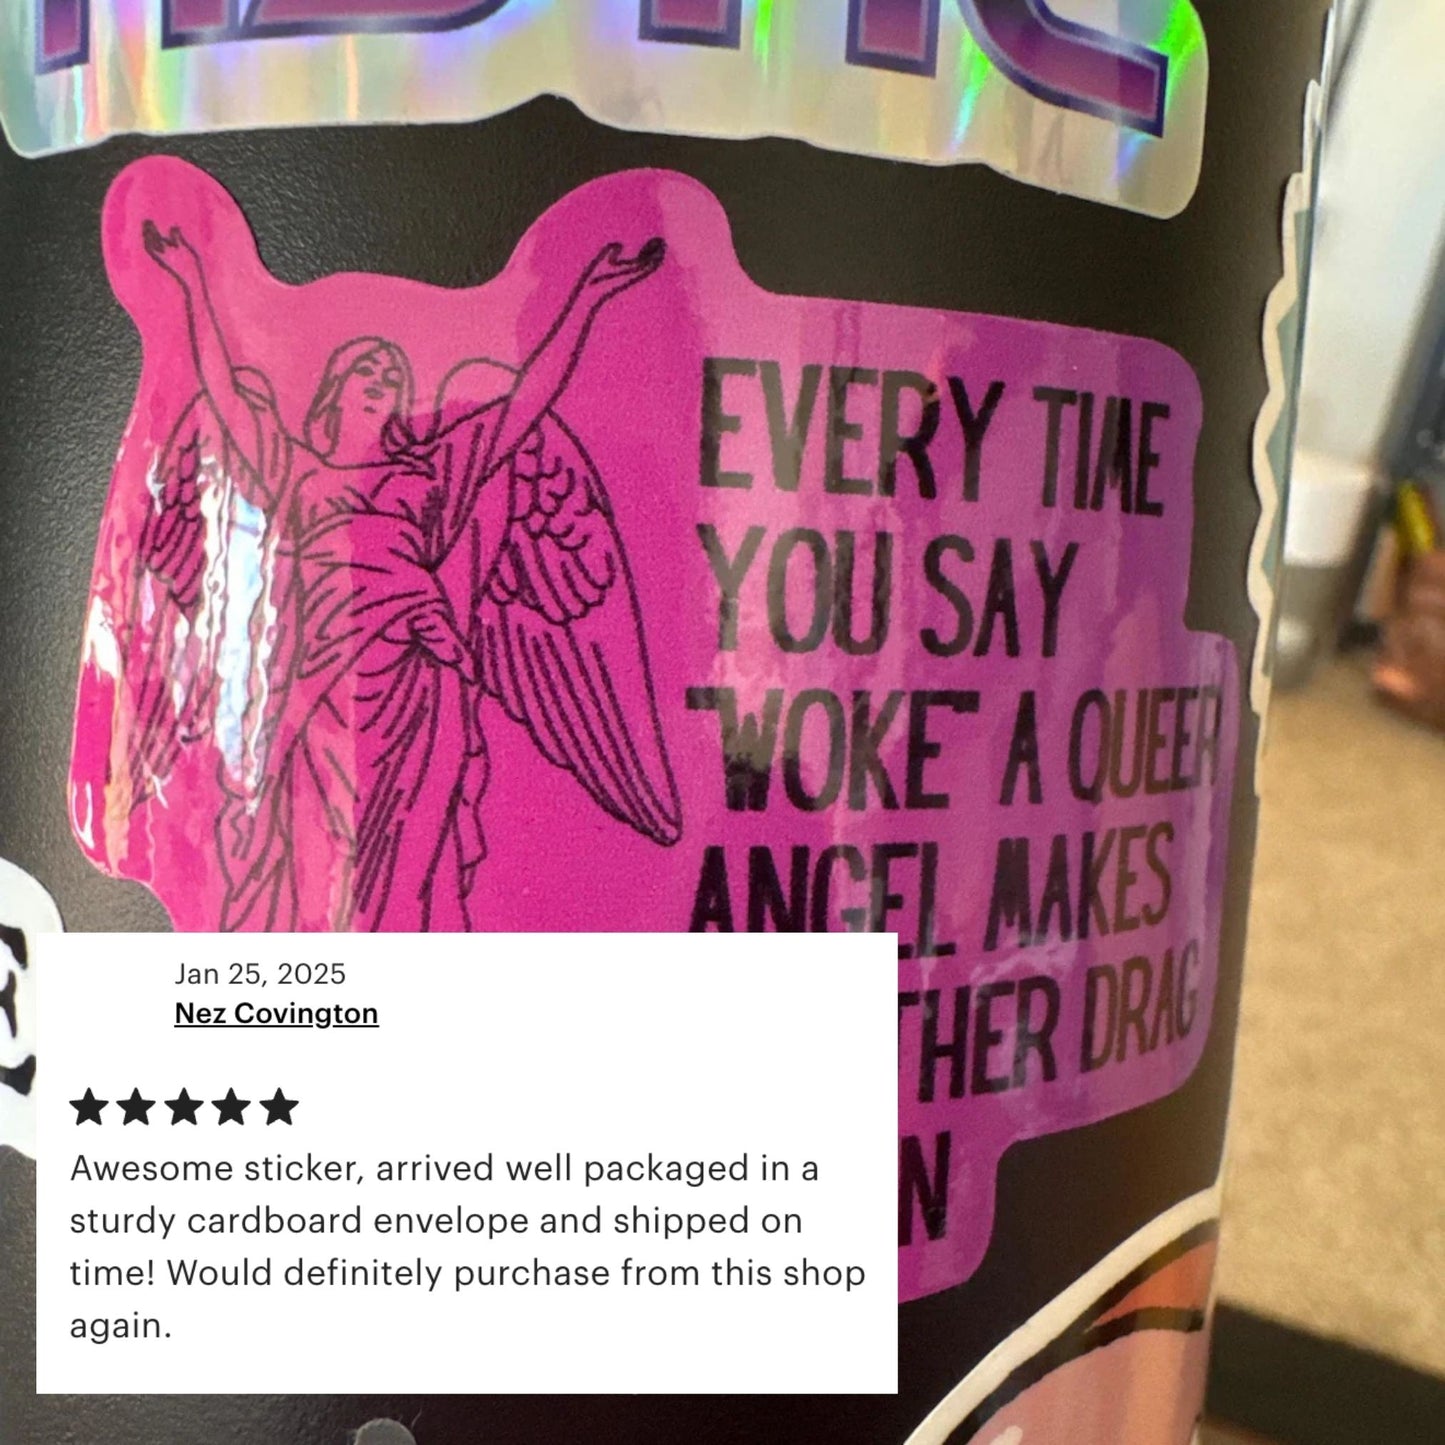 EVERY TIME
YOU SAY
"WOKE" A QUEER
ANGEL MAKES
THER DRAG
N
Jan 25, 2025
Nez Covington
★★★★★
Awesome sticker, arrived well packaged in a
sturdy cardboard envelope and shipped on
time! Would definitely purchase from this shop
again.